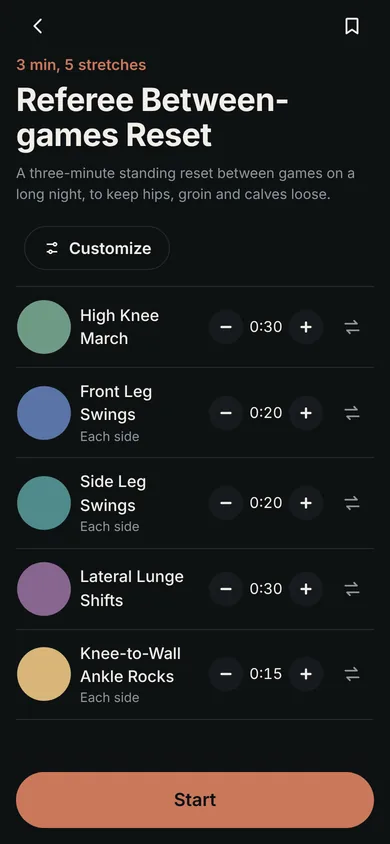 3 min, 5 stretches
Referee Between-
games Reset
A three-minute standing reset between games on a
long night, to keep hips, groin and calves loose.
Customize
High Knee
March
0:30
Front Leg
Swings
Each side
0:20
Side Leg
Swings
Each side
0:20
Lateral Lunge
Shifts
0:30
Knee-to-Wall
Ankle Rocks
Each side
0:15
Start